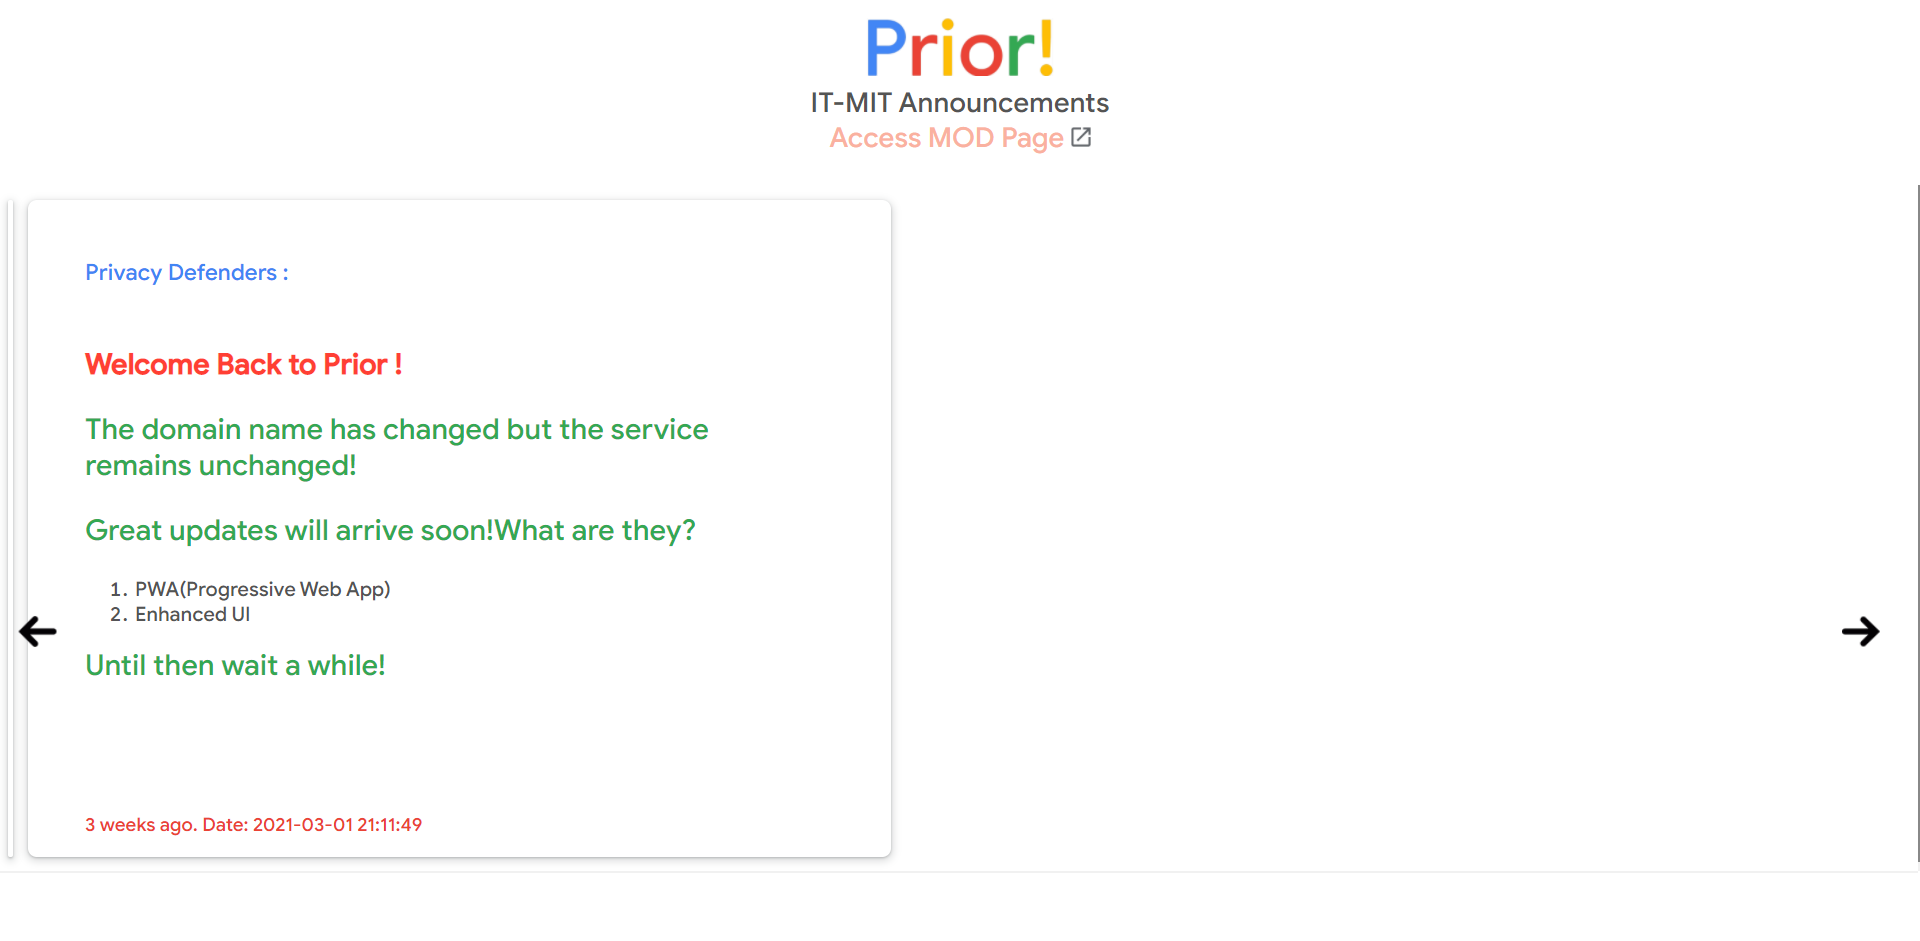 Prior!
IT-MIT Announcements
Access MOD Page
Privacy Defenders :
Welcome Back to Prior !
The domain name has changed but the service
remains unchanged!
Great updates will arrive soon!What are they?
1. PWA(Progressive Web App)
2. Enhanced UI
Until then wait a while!
3 weeks ago. Date: 2021-03-01 21:11:49